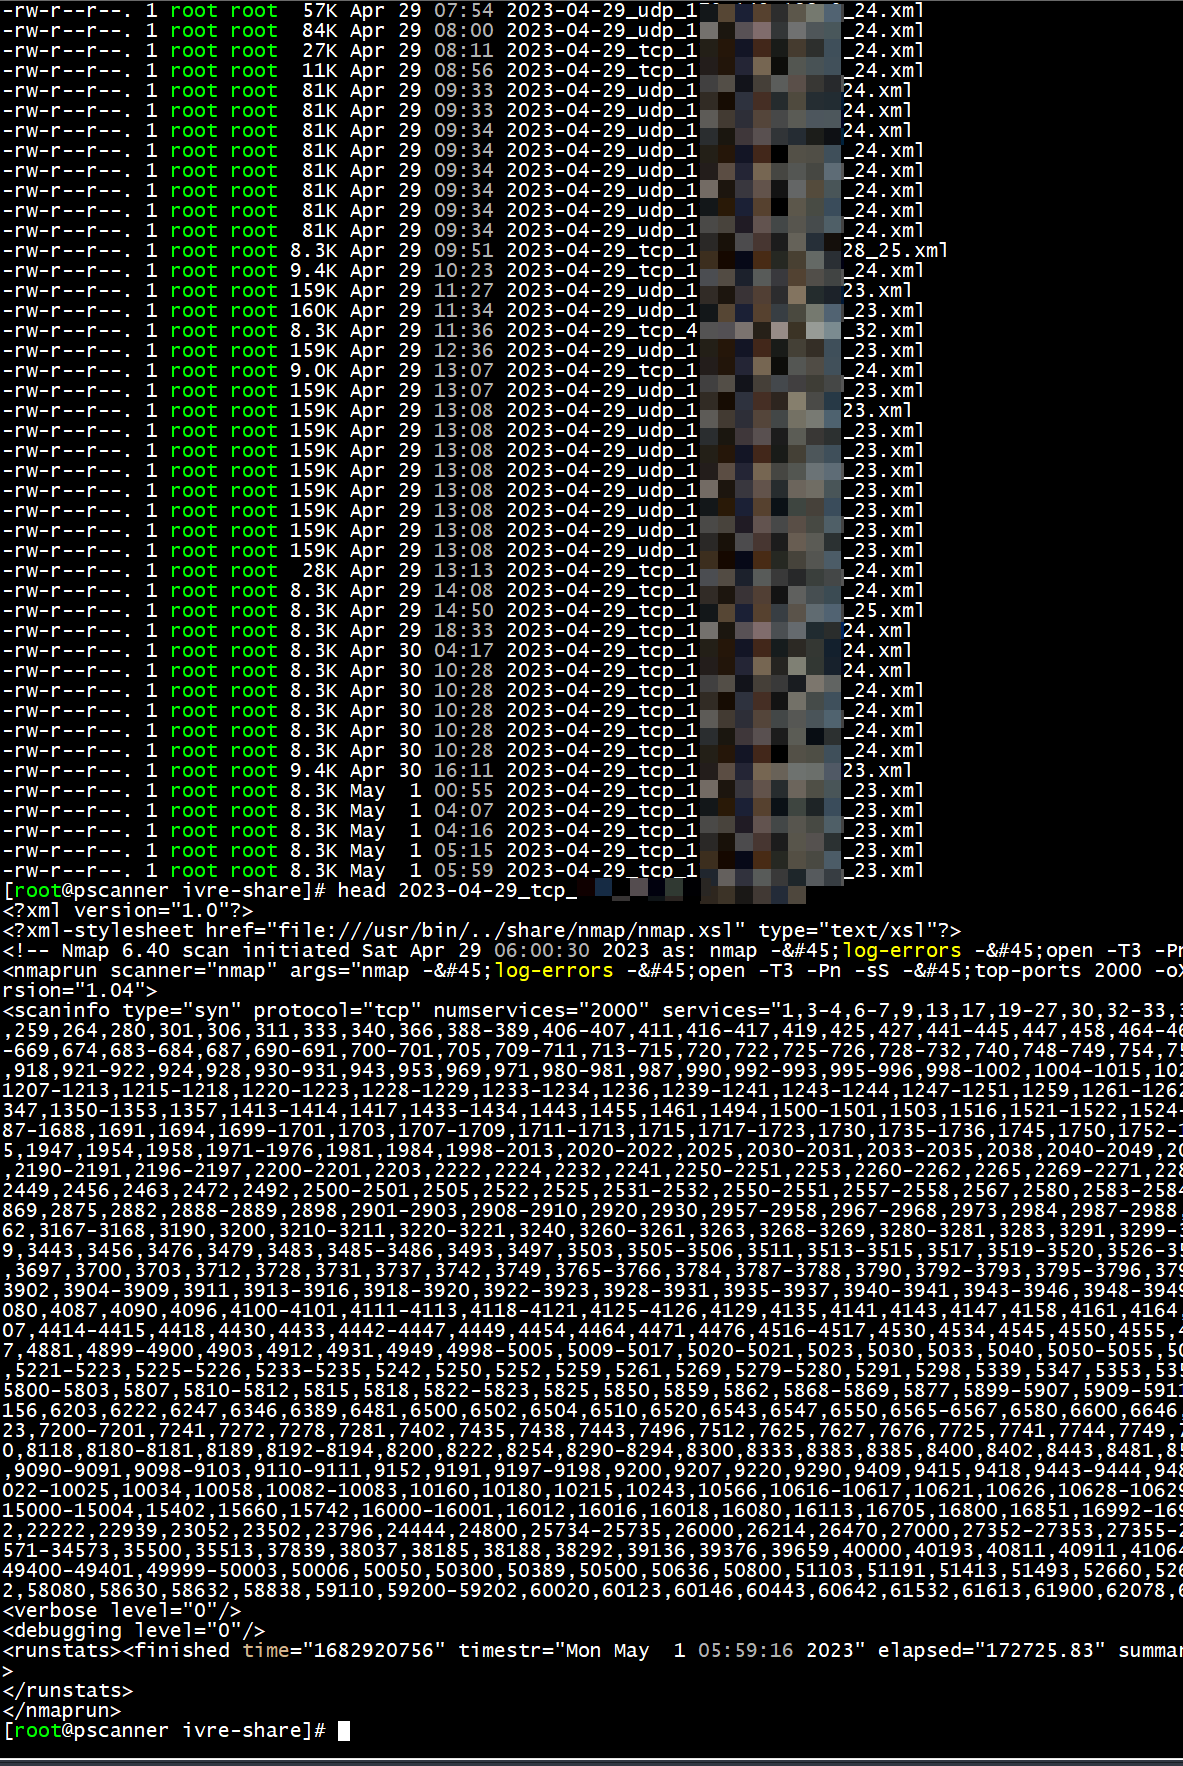 -rw-r--r--. 1 root root  57K Apr 29 07:54 2023-04-29_udp_1 _24.xml
-rw-r--r--. 1 root root  84K Apr 29 08:00 2023-04-29_udp_1 _24.xml
-rw-r--r--. 1 root root  27K Apr 29 08:11 2023-04-29_tcp_1 _24.xml
-rw-r--r--. 1 root root  11K Apr 29 08:56 2023-04-29_tcp_1 _24.xml
-rw-r--r--. 1 root root  81K Apr 29 09:33 2023-04-29_udp_1 24.xml
-rw-r--r--. 1 root root  81K Apr 29 09:33 2023-04-29_udp_1 24.xml
-rw-r--r--. 1 root root  81K Apr 29 09:34 2023-04-29_udp_1 24.xml
-rw-r--r--. 1 root root  81K Apr 29 09:34 2023-04-29_udp_1 _24.xml
-rw-r--r--. 1 root root  81K Apr 29 09:34 2023-04-29_udp_1 _24.xml
-rw-r--r--. 1 root root  81K Apr 29 09:34 2023-04-29_udp_1 _24.xml
-rw-r--r--. 1 root root  81K Apr 29 09:34 2023-04-29_udp_1 _24.xml
-rw-r--r--. 1 root root  81K Apr 29 09:34 2023-04-29_udp_1 _24.xml
-rw-r--r--. 1 root root 8.3K Apr 29 09:51 2023-04-29_tcp_1 28_25.xml
-rw-r--r--. 1 root root 9.4K Apr 29 10:23 2023-04-29_tcp_1 _24.xml
-rw-r--r--. 1 root root 159K Apr 29 11:27 2023-04-29_udp_1 23.xml
-rw-r--r--. 1 root root 160K Apr 29 11:34 2023-04-29_udp_1 _23.xml
-rw-r--r--. 1 root root 8.3K Apr 29 11:36 2023-04-29_tcp_4 _32.xml
-rw-r--r--. 1 root root 159K Apr 29 12:36 2023-04-29_udp_1 _23.xml
-rw-r--r--. 1 root root 9.0K Apr 29 13:07 2023-04-29_tcp_1 _24.xml
-rw-r--r--. 1 root root 159K Apr 29 13:07 2023-04-29_udp_1 _23.xml
-rw-r--r--. 1 root root 159K Apr 29 13:08 2023-04-29_udp_1 23.xml
-rw-r--r--. 1 root root 159K Apr 29 13:08 2023-04-29_udp_1 _23.xml
-rw-r--r--. 1 root root 159K Apr 29 13:08 2023-04-29_udp_1 _23.xml
-rw-r--r--. 1 root root 159K Apr 29 13:08 2023-04-29_udp_1 _23.xml
-rw-r--r--. 1 root root 159K Apr 29 13:08 2023-04-29_udp_1 _23.xml
-rw-r--r--. 1 root root 159K Apr 29 13:08 2023-04-29_udp_1 _23.xml
-rw-r--r--. 1 root root 159K Apr 29 13:08 2023-04-29_udp_1 _23.xml
-rw-r--r--. 1 root root 159K Apr 29 13:08 2023-04-29_udp_1 _23.xml
-rw-r--r--. 1 root root  28K Apr 29 13:13 2023-04-29_tcp_1 _24.xml
-rw-r--r--. 1 root root 8.3K Apr 29 14:08 2023-04-29_tcp_1 _24.xml
-rw-r--r--. 1 root root 8.3K Apr 29 14:50 2023-04-29_tcp_1 _25.xml
-rw-r--r--. 1 root root 8.3K Apr 29 18:33 2023-04-29_tcp_1 24.xml
-rw-r--r--. 1 root root 8.3K Apr 30 04:17 2023-04-29_tcp_1 24.xml
-rw-r--r--. 1 root root 8.3K Apr 30 10:28 2023-04-29_tcp_1 24.xml
-rw-r--r--. 1 root root 8.3K Apr 30 10:28 2023-04-29_tcp_1 _24.xml
-rw-r--r--. 1 root root 8.3K Apr 30 10:28 2023-04-29_tcp_1 _24.xml
-rw-r--r--. 1 root root 8.3K Apr 30 10:28 2023-04-29_tcp_1 _24.xml
-rw-r--r--. 1 root root 8.3K Apr 30 10:28 2023-04-29_tcp_1 _24.xml
-rw-r--r--. 1 root root 9.4K Apr 30 16:11 2023-04-29_tcp_1 23.xml
-rw-r--r--. 1 root root 8.3K May  1 00:55 2023-04-29_tcp_1 _23.xml
-rw-r--r--. 1 root root 8.3K May  1 04:07 2023-04-29_tcp_1 _23.xml
-rw-r--r--. 1 root root 8.3K May  1 04:16 2023-04-29_tcp_1 _23.xml
-rw-r--r--. 1 root root 8.3K May  1 05:15 2023-04-29_tcp_1 _23.xml
-rw-r--r--. 1 root root 8.3K May  1 05:59 2023-04-29_tcp_1 _23.xml
[root@pscanner ivre-share]# head 2023-04-29_tcp_
<?xml version="1.0"?>
<?xml-stylesheet href="file:///usr/bin/../share/nmap/nmap.xsl" type="text/xsl"?>
<!-- Nmap 6.40 scan initiated Sat Apr 29 06:00:30 2023 as: nmap -&#45;log-errors -&#45;open -T3 -Pn
<nmaprun scanner="nmap" args="nmap -&#45;log-errors -&#45;open -T3 -Pn -sS -&#45;top-ports 2000 -oX
rsion="1.04">
<scaninfo type="syn" protocol="tcp" numservices="2000" services="1,3-4,6-7,9,13,17,19-27,30,32-33,3
,259,264,280,301,306,311,333,340,366,388-389,406-407,411,416-417,419,425,427,441-445,447,458,464-46
-669,674,683-684,687,690-691,700-701,705,709-711,713-715,720,722,725-726,728-732,740,748-749,754,75
,918,921-922,924,928,930-931,943,953,969,971,980-981,987,990,992-993,995-996,998-1002,1004-1015,102
1207-1213,1215-1218,1220-1223,1228-1229,1233-1234,1236,1239-1241,1243-1244,1247-1251,1259,1261-1262
347,1350-1353,1357,1413-1414,1417,1433-1434,1443,1455,1461,1494,1500-1501,1503,1516,1521-1522,1524-
87-1688,1691,1694,1699-1701,1703,1707-1709,1711-1713,1715,1717-1723,1730,1735-1736,1745,1750,1752-1
5,1947,1954,1958,1971-1976,1981,1984,1998-2013,2020-2022,2025,2030-2031,2033-2035,2038,2040-2049,20
,2190-2191,2196-2197,2200-2201,2203,2222,2224,2232,2241,2250-2251,2253,2260-2262,2265,2269-2271,228
2449,2456,2463,2472,2492,2500-2501,2505,2522,2525,2531-2532,2550-2551,2557-2558,2567,2580,2583-2584
869,2875,2882,2888-2889,2898,2901-2903,2908-2910,2920,2930,2957-2958,2967-2968,2973,2984,2987-2988,
62,3167-3168,3190,3200,3210-3211,3220-3221,3240,3260-3261,3263,3268-3269,3280-3281,3283,3291,3299-3
9,3443,3456,3476,3479,3483,3485-3486,3493,3497,3503,3505-3506,3511,3513-3515,3517,3519-3520,3526-35
,3697,3700,3703,3712,3728,3731,3737,3742,3749,3765-3766,3784,3787-3788,3790,3792-3793,3795-3796,379
3902,3904-3909,3911,3913-3916,3918-3920,3922-3923,3928-3931,3935-3937,3940-3941,3943-3946,3948-3949
080,4087,4090,4096,4100-4101,4111-4113,4118-4121,4125-4126,4129,4135,4141,4143,4147,4158,4161,4164,
07,4414-4415,4418,4430,4433,4442-4447,4449,4454,4464,4471,4476,4516-4517,4530,4534,4545,4550,4555,4
7,4881,4899-4900,4903,4912,4931,4949,4998-5005,5009-5017,5020-5021,5023,5030,5033,5040,5050-5055,50
,5221-5223,5225-5226,5233-5235,5242,5250,5252,5259,5261,5269,5279-5280,5291,5298,5339,5347,5353,535
5800-5803,5807,5810-5812,5815,5818,5822-5823,5825,5850,5859,5862,5868-5869,5877,5899-5907,5909-5911
156,6203,6222,6247,6346,6389,6481,6500,6502,6504,6510,6520,6543,6547,6550,6565-6567,6580,6600,6646,
23,7200-7201,7241,7272,7278,7281,7402,7435,7438,7443,7496,7512,7625,7627,7676,7725,7741,7744,7749,7
0,8118,8180-8181,8189,8192-8194,8200,8222,8254,8290-8294,8300,8333,8383,8385,8400,8402,8443,8481,85
,9090-9091,9098-9103,9110-9111,9152,9191,9197-9198,9200,9207,9220,9290,9409,9415,9418,9443-9444,948
022-10025,10034,10058,10082-10083,10160,10180,10215,10243,10566,10616-10617,10621,10626,10628-10629
15000-15004,15402,15660,15742,16000-16001,16012,16016,16018,16080,16113,16705,16800,16851,16992-169
2,22222,22939,23052,23502,23796,24444,24800,25734-25735,26000,26214,26470,27000,27352-27353,27355-2
571-34573,35500,35513,37839,38037,38185,38188,38292,39136,39376,39659,40000,40193,40811,40911,41064
49400-49401,49999-50003,50006,50050,50300,50389,50500,50636,50800,51103,51191,51413,51493,52660,526
2,58080,58630,58632,58838,59110,59200-59202,60020,60123,60146,60443,60642,61532,61613,61900,62078,6
<verbose level="0"/>
<debugging level="0"/>
<runstats><finished time="1682920756" timestr="Mon May  1 05:59:16 2023" elapsed="172725.83" summar
>
</runstats>
</nmaprun>
[root@pscanner ivre-share]#